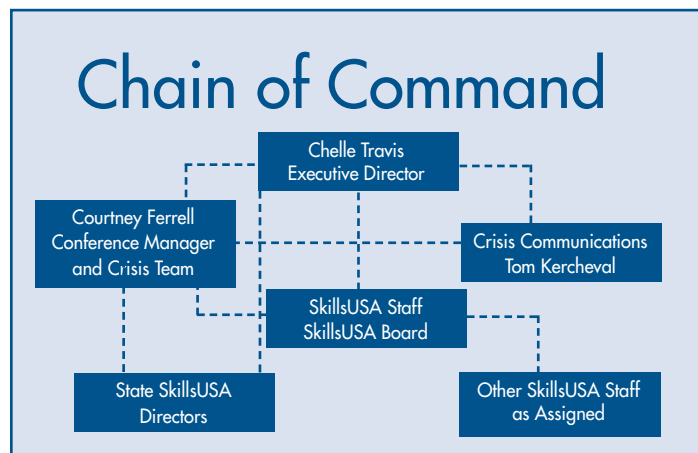 Chain of Command
Chelle Travis
Executive Director
Courtney Ferrell
Conference Manager
and Crisis Team
Crisis Communications
Tom Kercheval
SkillsUSA Staff
SkillsUSA Board
State SkillsUSA
Directors
Other SkillsUSA Staff
as Assigned